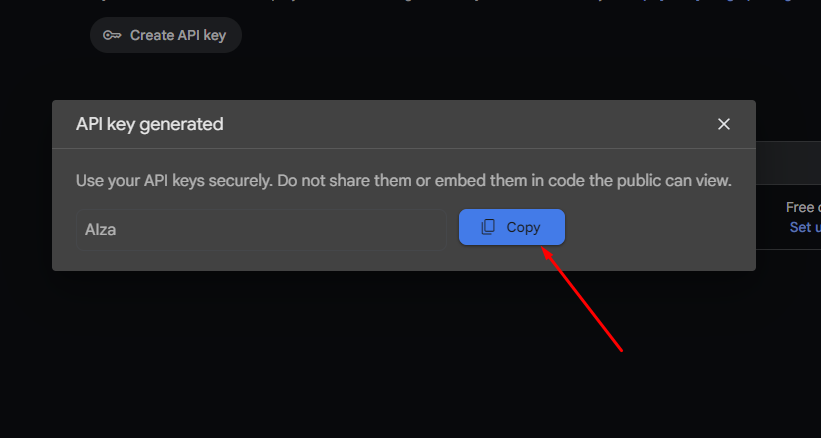 Create API key
API key generated
Use your API keys securely. Do not share them or embed them in code the public can view.
Alza
Copy
Free
Set u